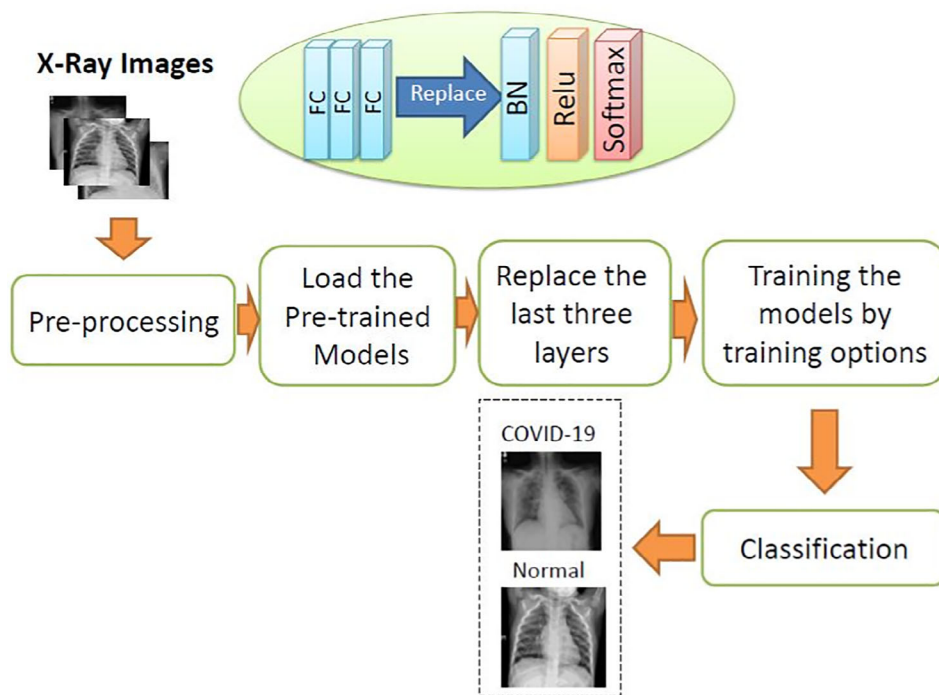 X-Ray Images
FC
FC
FC
Replace
BN
Relu
Softmax
Pre-processing
Load the
Pre-trained
Models
Replace the
last three
layers
Training the
models by
training options
COVID-19
Normal
Classification